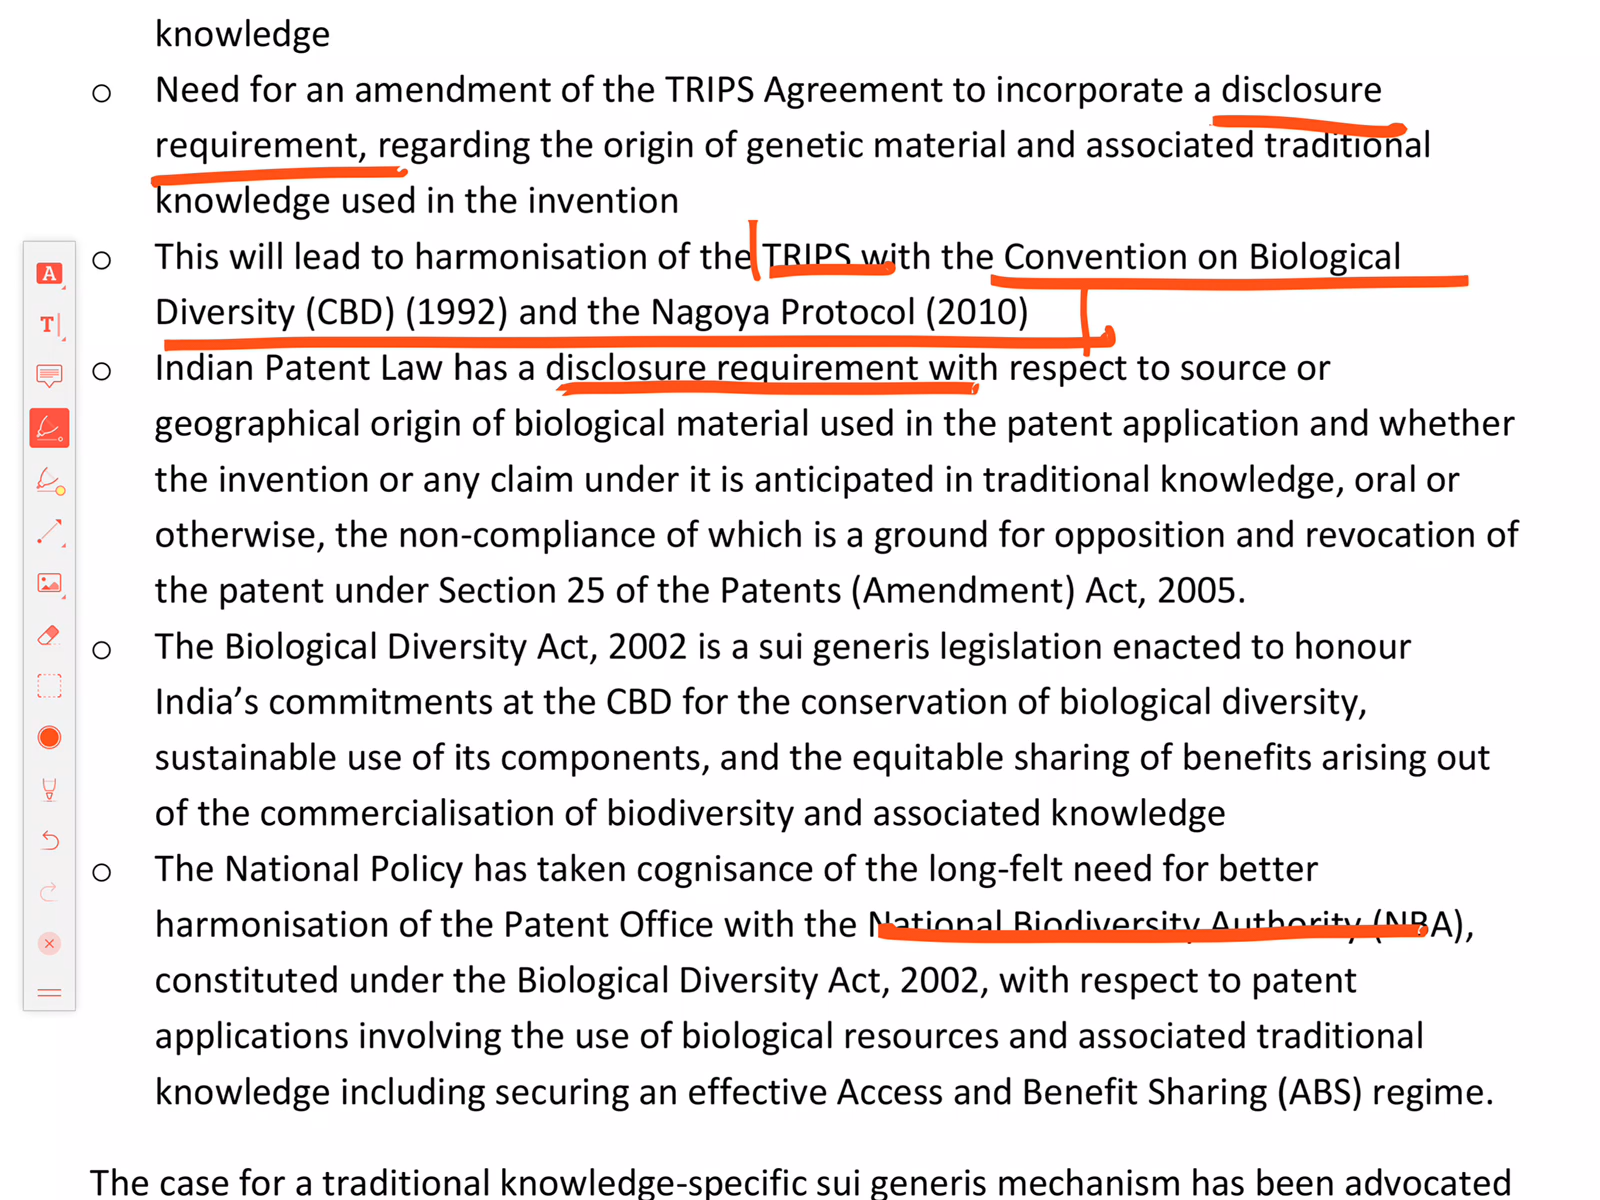 knowledge
o Need for an amendment of the TRIPS Agreement to incorporate a disclosure
requirement, regarding the origin of genetic material and associated traditional
knowledge used in the invention
o This will lead to harmonisation of the TRIPS with the Convention on Biological
Diversity (CBD) (1992) and the Nagoya Protocol (2010)
o Indian Patent Law has a disclosure requirement with respect to source or
geographical origin of biological material used in the patent application and whether
the invention or any claim under it is anticipated in traditional knowledge, oral or
otherwise, the non-compliance of which is a ground for opposition and revocation of
the patent under Section 25 of the Patents (Amendment) Act, 2005.
o The Biological Diversity Act, 2002 is a sui generis legislation enacted to honour
India’s commitments at the CBD for the conservation of biological diversity,
sustainable use of its components, and the equitable sharing of benefits arising out
of the commercialisation of biodiversity and associated knowledge
o The National Policy has taken cognisance of the long-felt need for better
harmonisation of the Patent Office with the National Biodiversity Authority (NBA),
constituted under the Biological Diversity Act, 2002, with respect to patent
applications involving the use of biological resources and associated traditional
knowledge including securing an effective Access and Benefit Sharing (ABS) regime.
The case for a traditional knowledge-specific sui generis mechanism has been advocated
A
T